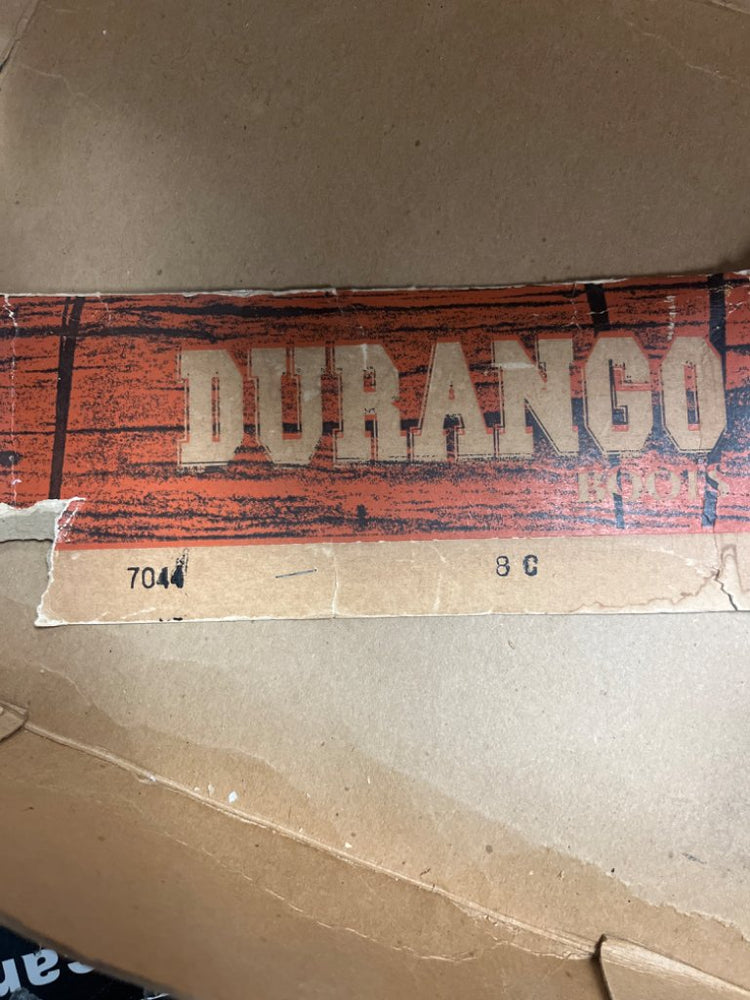 DURANGO
BOOTS
7044 — 8 C